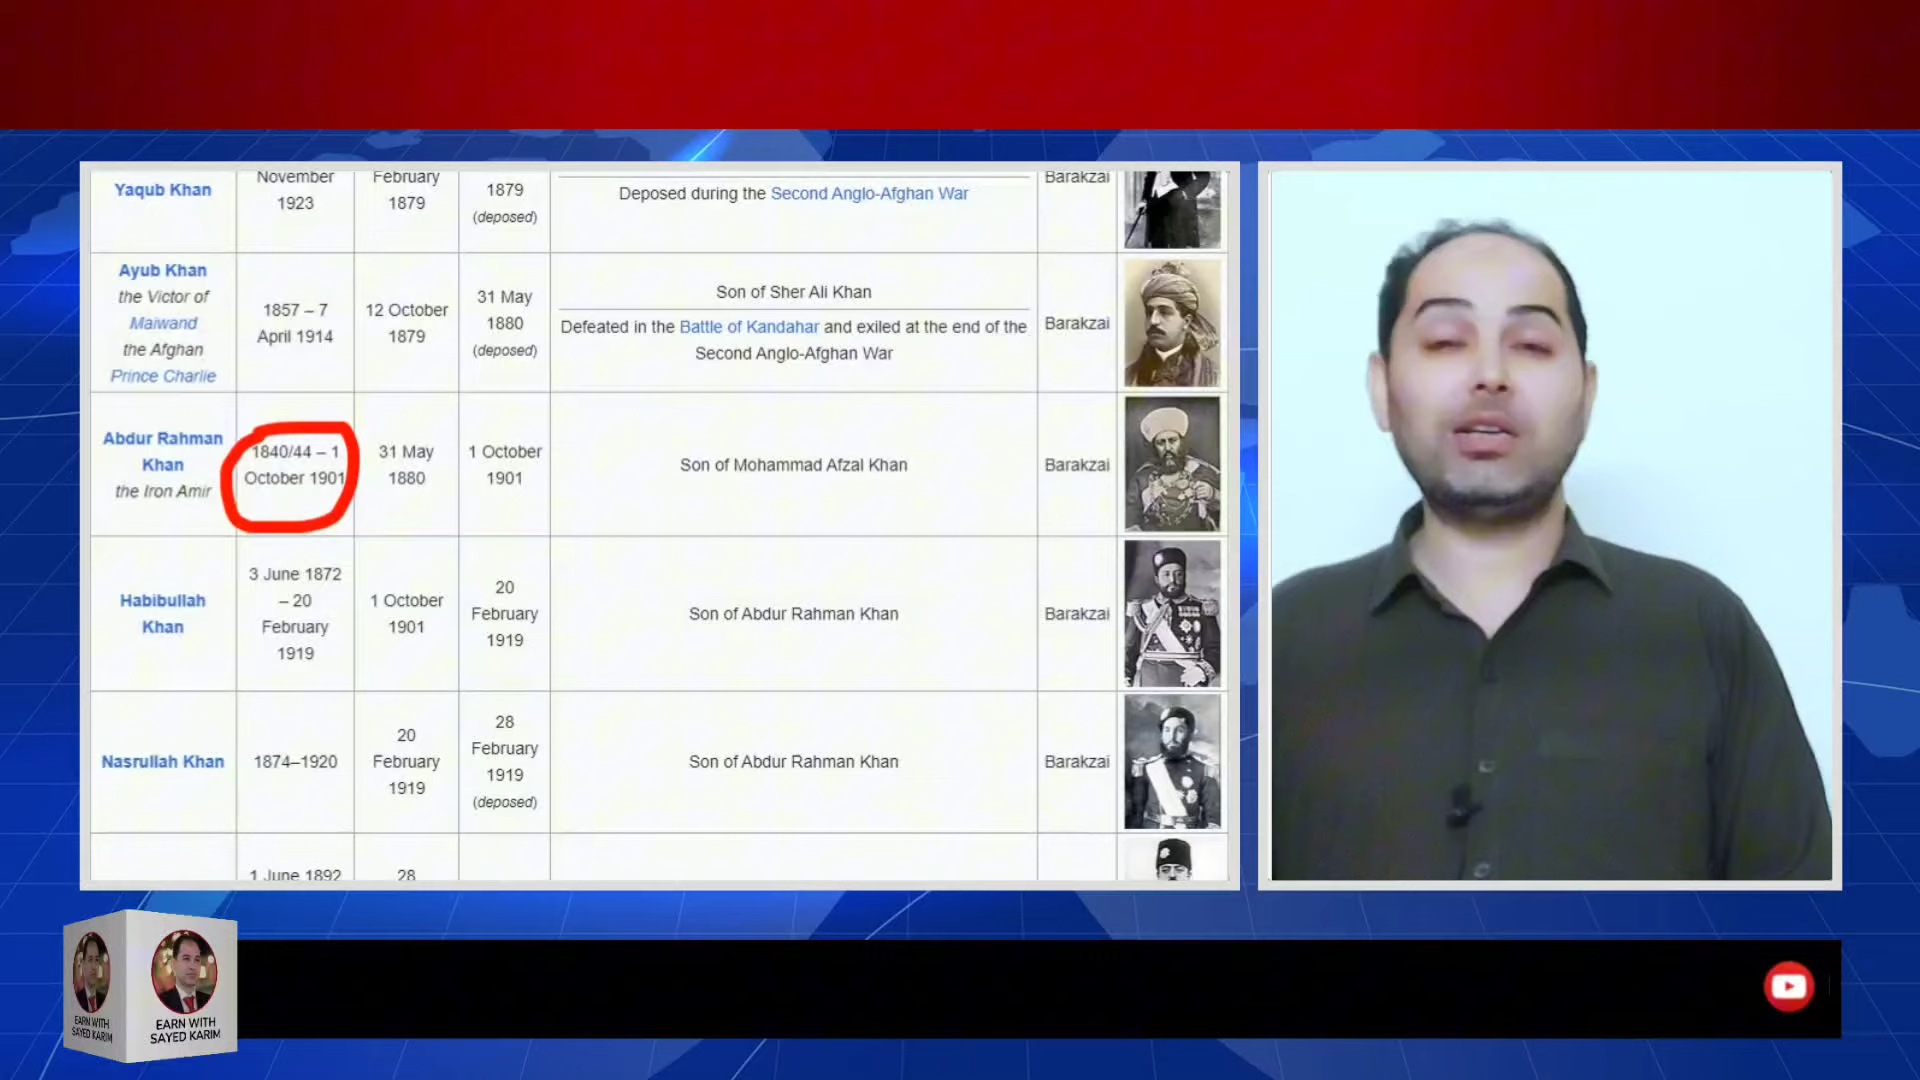 Yaqub Khan
November
1923
February
1879
1879
(deposed)
Deposed during the Second Anglo-Afghan War
Barakzai
Ayub Khan
the Victor of
Maiwand
the Afghan
Prince Charlie
1857 – 7
April 1914
12 October
1879
31 May
1880
(deposed)
Son of Sher Ali Khan
Defeated in the Battle of Kandahar and exiled at the end of the
Second Anglo-Afghan War
Barakzai
Abdur Rahman
Khan
the Iron Amir
1840/44 – 1
October 1901
31 May
1880
1 October
1901
Son of Mohammad Afzal Khan
Barakzai
Habibullah
Khan
3 June 1872
– 20
February
1919
1 October
1901
20
February
1919
Son of Abdur Rahman Khan
Barakzai
Nasrullah Khan
1874–1920
20
February
1919
28
February
1919
(deposed)
Son of Abdur Rahman Khan
Barakzai
1 June 1892
28
EARN WITH
SAYED KARIM
EARN WITH
SAYED KARIM